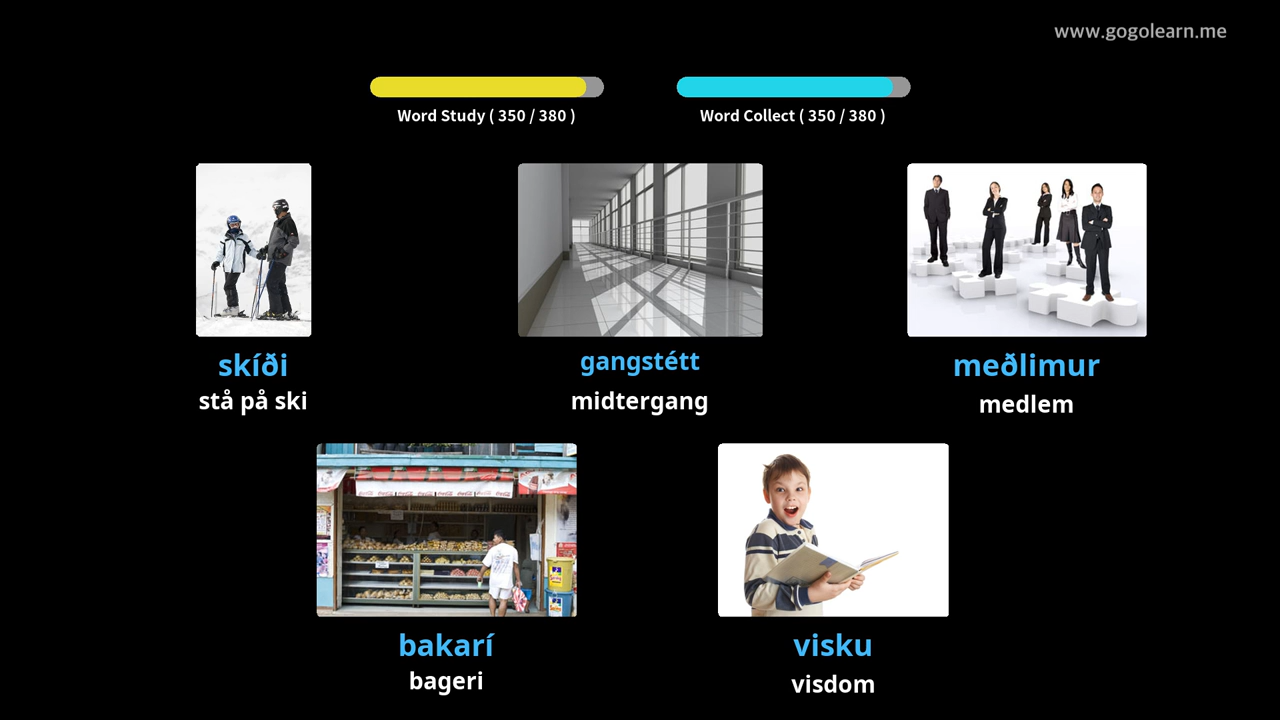 www.gogolearn.me
Word Study ( 350 / 380 )
Word Collect ( 350 / 380 )
skíði
stå på ski
gangstétt
midtergang
meðlimur
medlem
bakarí
bageri
visku
visdom